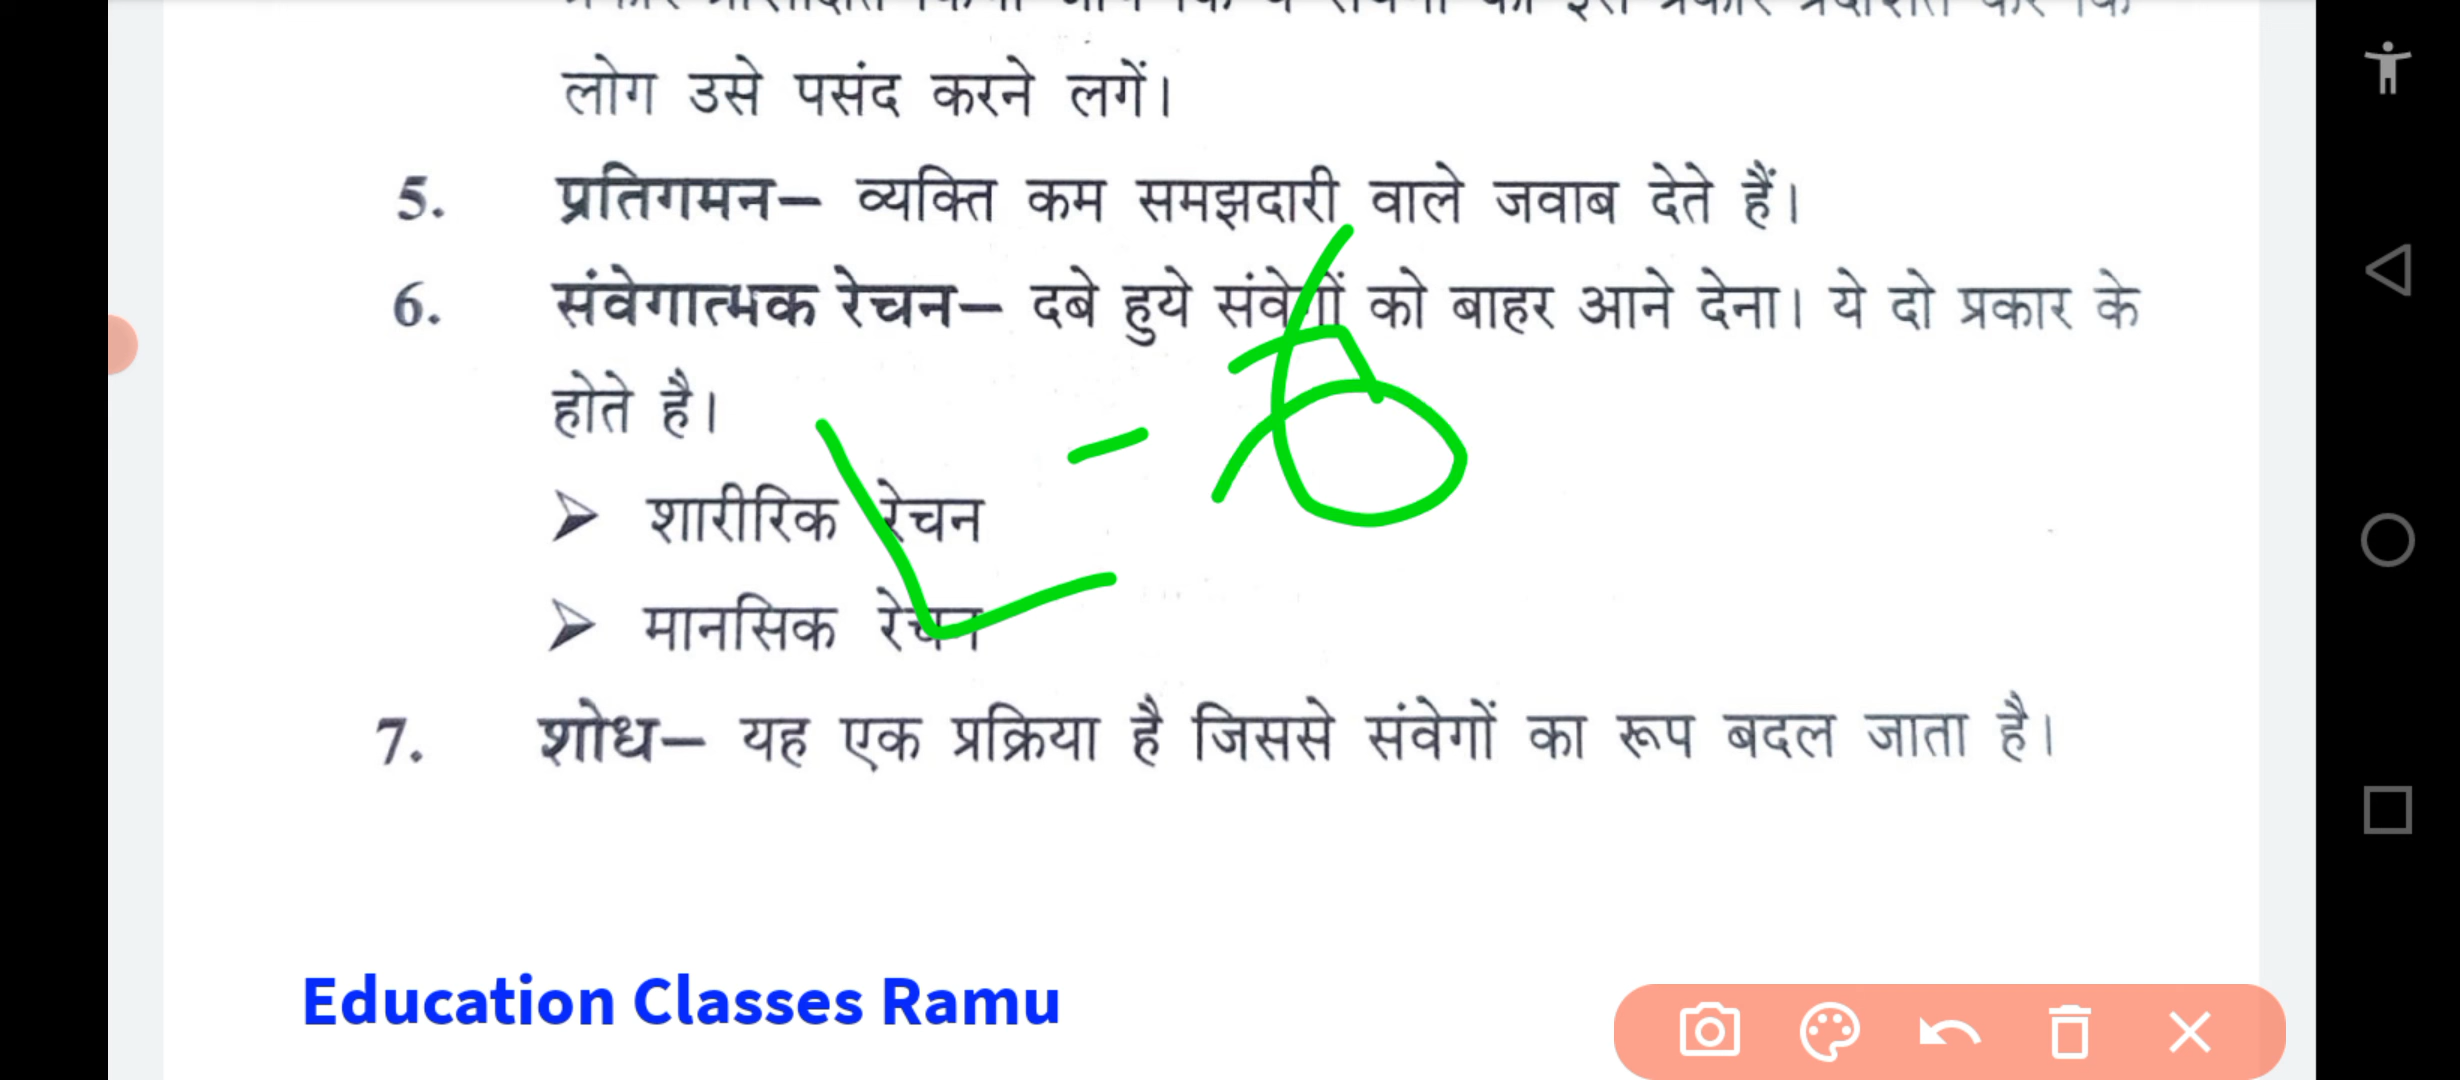 लोग उसे पसंद करने लगें।
5. प्रतिगमन– व्यक्ति कम समझदारी वाले जवाब देते हैं।
6. संवेगात्मक रेचन– दबे हुये संवेगों को बाहर आने देना। ये दो प्रकार के
होते है।
➤ शारीरिक रेचन
➤ मानसिक रेचन
7. शोध– यह एक प्रक्रिया है जिससे संवेगों का रूप बदल जाता है।
Education Classes Ramu